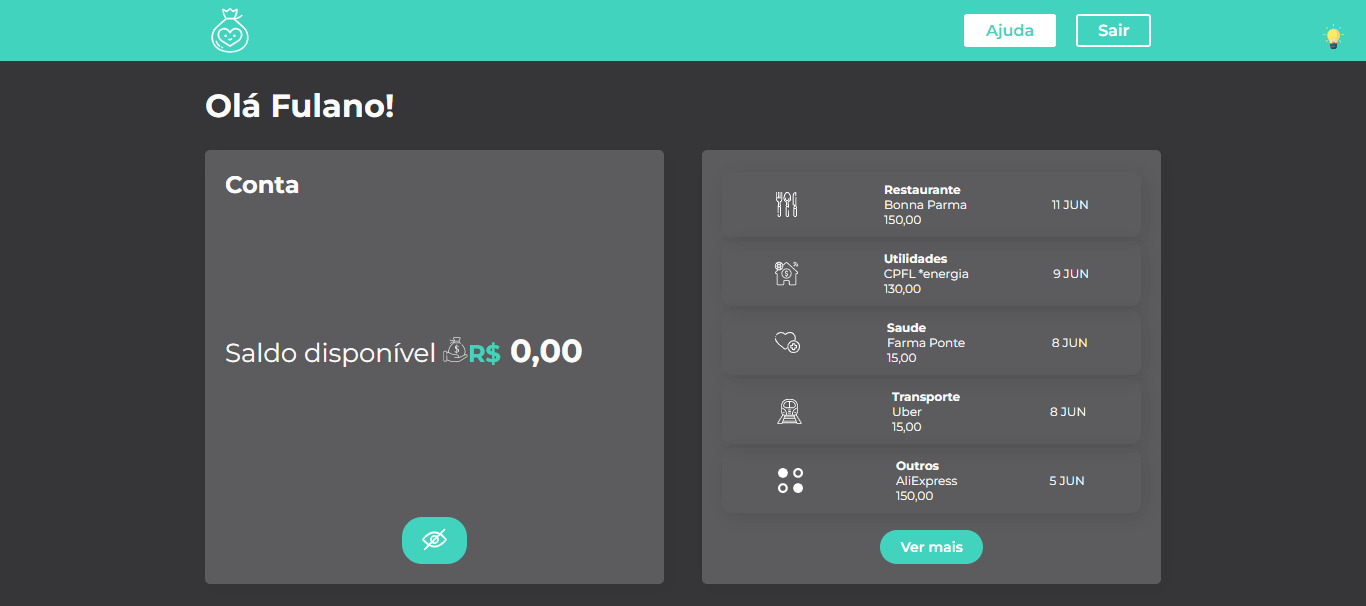 Ajuda
Sair
Olá Fulano!
Conta
Saldo disponível R$ 0,00
Restaurante
Bonna Parma
150,00
11 JUN
Utilidades
CPFL *energia
130,00
9 JUN
Saude
Farma Ponte
15,00
8 JUN
Transporte
Uber
15,00
8 JUN
Outros
AliExpress
150,00
5 JUN
Ver mais